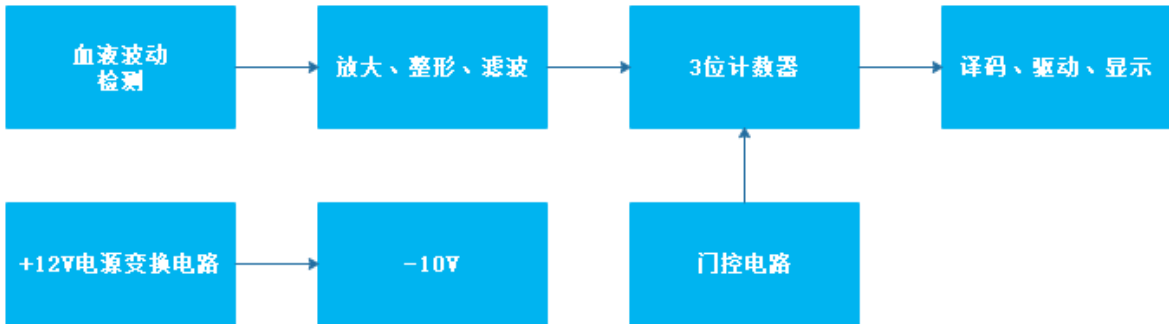 血液波动
检测
放大、整形、滤波
3位计数器
译码、驱动、显示
+12V电源变换电路
-10V
门控电路